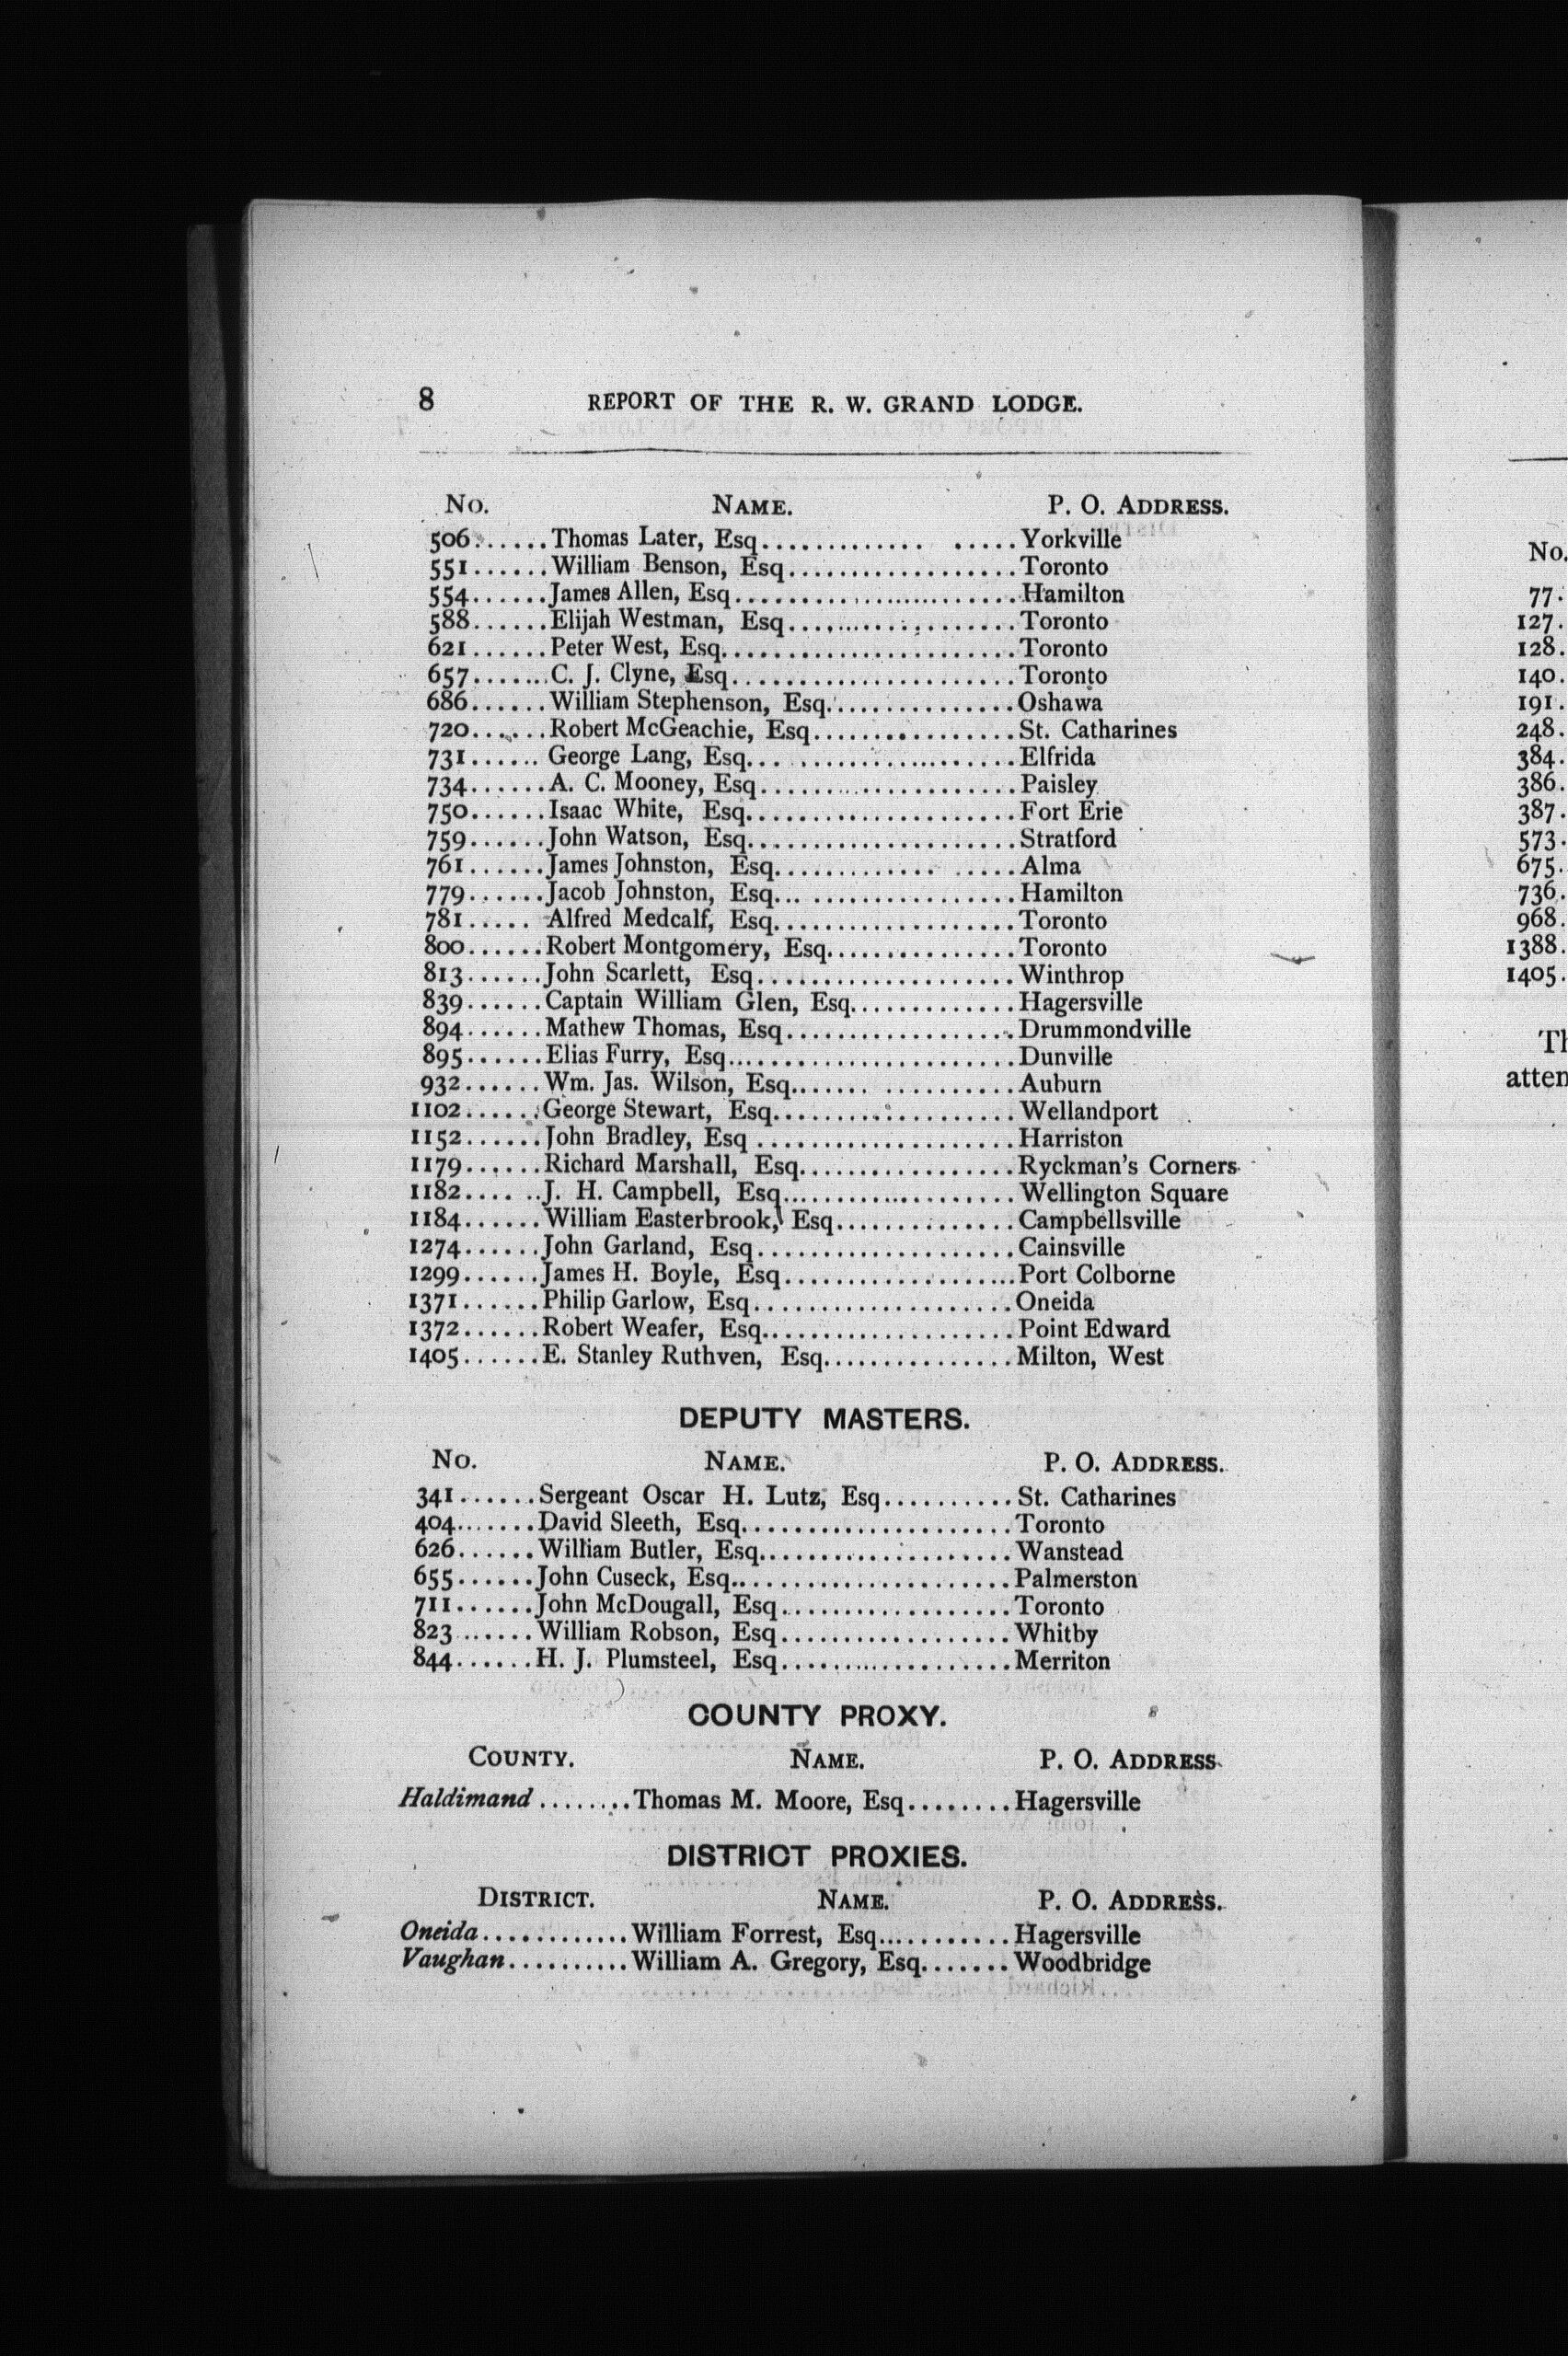 8 REPORT OF THE R. W. GRAND LODGE.
No. NAME. P. O. ADDRESS.
506......Thomas Later, Esq.................Yorkville
551......William Benson, Esq..................Toronto
554......James Allen, Esq......................Hamilton
588......Elijah Westman, Esq..................Toronto
621......Peter West, Esq.......................Toronto
657.......C. J. Clyne, Esq......................Toronto
686......William Stephenson, Esq...............Oshawa
720......Robert McGeachie, Esq................St. Catharines
731...... George Lang, Esq.....................Elfrida
734......A. C. Mooney, Esq....................Paisley
750......Isaac White, Esq.....................Fort Erie
759......John Watson, Esq.....................Stratford
761......James Johnston, Esq..................Alma
779......Jacob Johnston, Esq..................Hamilton
781..... Alfred Medcalf, Esq...................Toronto
800......Robert Montgomery, Esq...............Toronto
813......John Scarlett, Esq....................Winthrop
839......Captain William Glen, Esq.............Hagersville
894......Mathew Thomas, Esq..................Drummondville
895......Elias Furry, Esq.......................Dunville
932......Wm. Jas. Wilson, Esq.................Auburn
1102......George Stewart, Esq...................Wellandport
1152......John Bradley, Esq ....................Harriston
1179......Richard Marshall, Esq.................Ryckman's Corners
1182......J. H. Campbell, Esq...................Wellington Square
1184......William Easterbrook, Esq..............Campbellsville
1274......John Garland, Esq....................Cainsville
1299......James H. Boyle, Esq...................Port Colborne
1371......Philip Garlow, Esq.....................Oneida
1372......Robert Weafer, Esq....................Point Edward
1405......E. Stanley Ruthven, Esq...............Milton, West
DEPUTY MASTERS.
No. NAME. P. O. ADDRESS.
341......Sergeant Oscar H. Lutz, Esq..........St. Catharines
404.......David Sleeth, Esq.....................Toronto
626......William Butler, Esq....................Wanstead
655......John Cuseck, Esq......................Palmerston
711......John McDougall, Esq..................Toronto
823......William Robson, Esq..................Whitby
844......H. J. Plumsteel, Esq...................Merriton
COUNTY PROXY.
COUNTY. NAME. P. O. ADDRESS.
Haldimand ........Thomas M. Moore, Esq........Hagersville
DISTRICT PROXIES.
DISTRICT. NAME. P. O. ADDRESS.
Oneida............William Forrest, Esq...........Hagersville
Vaughan..........William A. Gregory, Esq.......Woodbridge
No.
77.
127.
128.
140.
191.
248.
384.
386.
387.
573.
675.
736.
968.
1388.
1405.